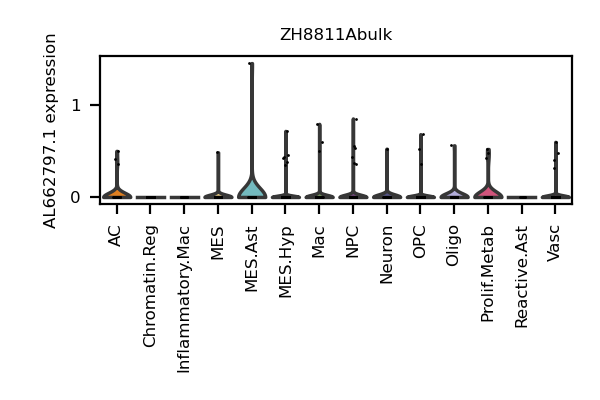 ZH8811Abulk
AL662797.1 expression
1
0
AC
Chromatin.Reg
Inflammatory.Mac
MES
MES.Ast
MES.Hyp
Mac
NPC
Neuron
OPC
Oligo
Prolif.Metab
Reactive.Ast
Vasc